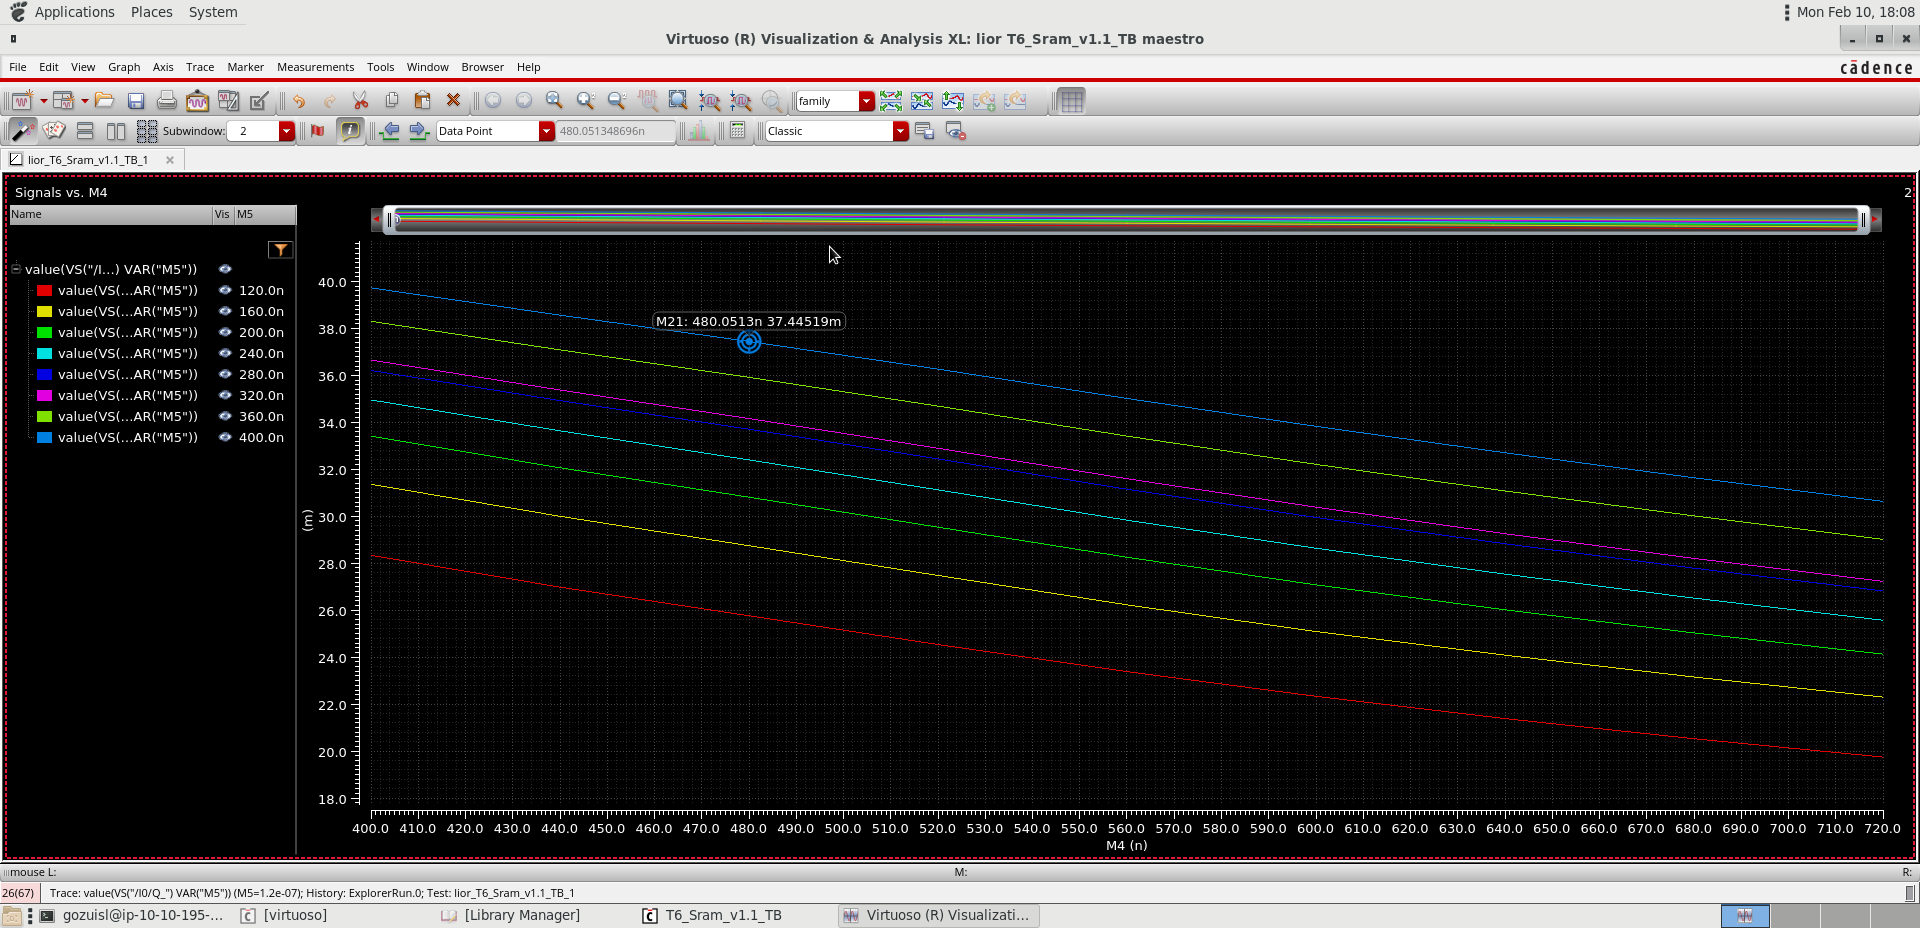 Applications Places System Mon Feb 10, 18:08
Virtuoso (R) Visualization & Analysis XL: lior T6_Sram_v1.1_TB maestro
File Edit View Graph Axis Trace Marker Measurements Tools Window Browser Help cādence
family
Subwindow: 2 Data Point 480.051348696n Classic
lior_T6_Sram_v1.1_TB_1
Signals vs. M4 2
Name Vis M5
value(VS("/I...) VAR("M5"))
value(VS(...AR("M5")) 120.0n
value(VS(...AR("M5")) 160.0n
value(VS(...AR("M5")) 200.0n
value(VS(...AR("M5")) 240.0n
value(VS(...AR("M5")) 280.0n
value(VS(...AR("M5")) 320.0n
value(VS(...AR("M5")) 360.0n
value(VS(...AR("M5")) 400.0n
M21: 480.0513n 37.44519m
40.0
38.0
36.0
34.0
32.0
30.0
28.0
26.0
24.0
22.0
20.0
18.0
(m)
400.0 410.0 420.0 430.0 440.0 450.0 460.0 470.0 480.0 490.0 500.0 510.0 520.0 530.0 540.0 550.0 560.0 570.0 580.0 590.0 600.0 610.0 620.0 630.0 640.0 650.0 660.0 670.0 680.0 690.0 700.0 710.0 720.0
M4 (n)
mouse L: M: R:
26(67) Trace: value(VS("/I0/Q_") VAR("M5")) (M5=1.2e-07); History: ExplorerRun.0; Test: lior_T6_Sram_v1.1_TB_1
gozuisl@ip-10-10-195-... [virtuoso] [Library Manager] T6_Sram_v1.1_TB Virtuoso (R) Visualizati...